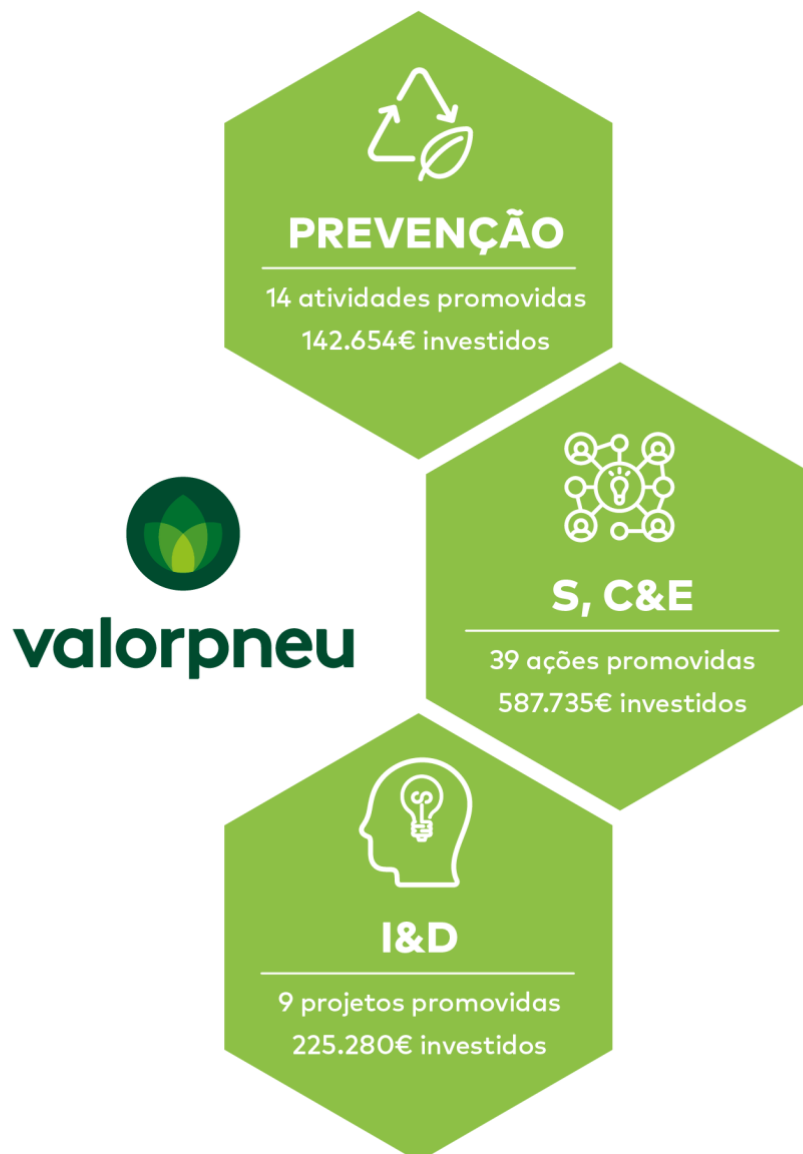 PREVENÇÃO
14 atividades promovidas
142.654€ investidos
valorpneu
S, C&E
39 ações promovidas
587.735€ investidos
I&D
9 projetos promovidas
225.280€ investidos